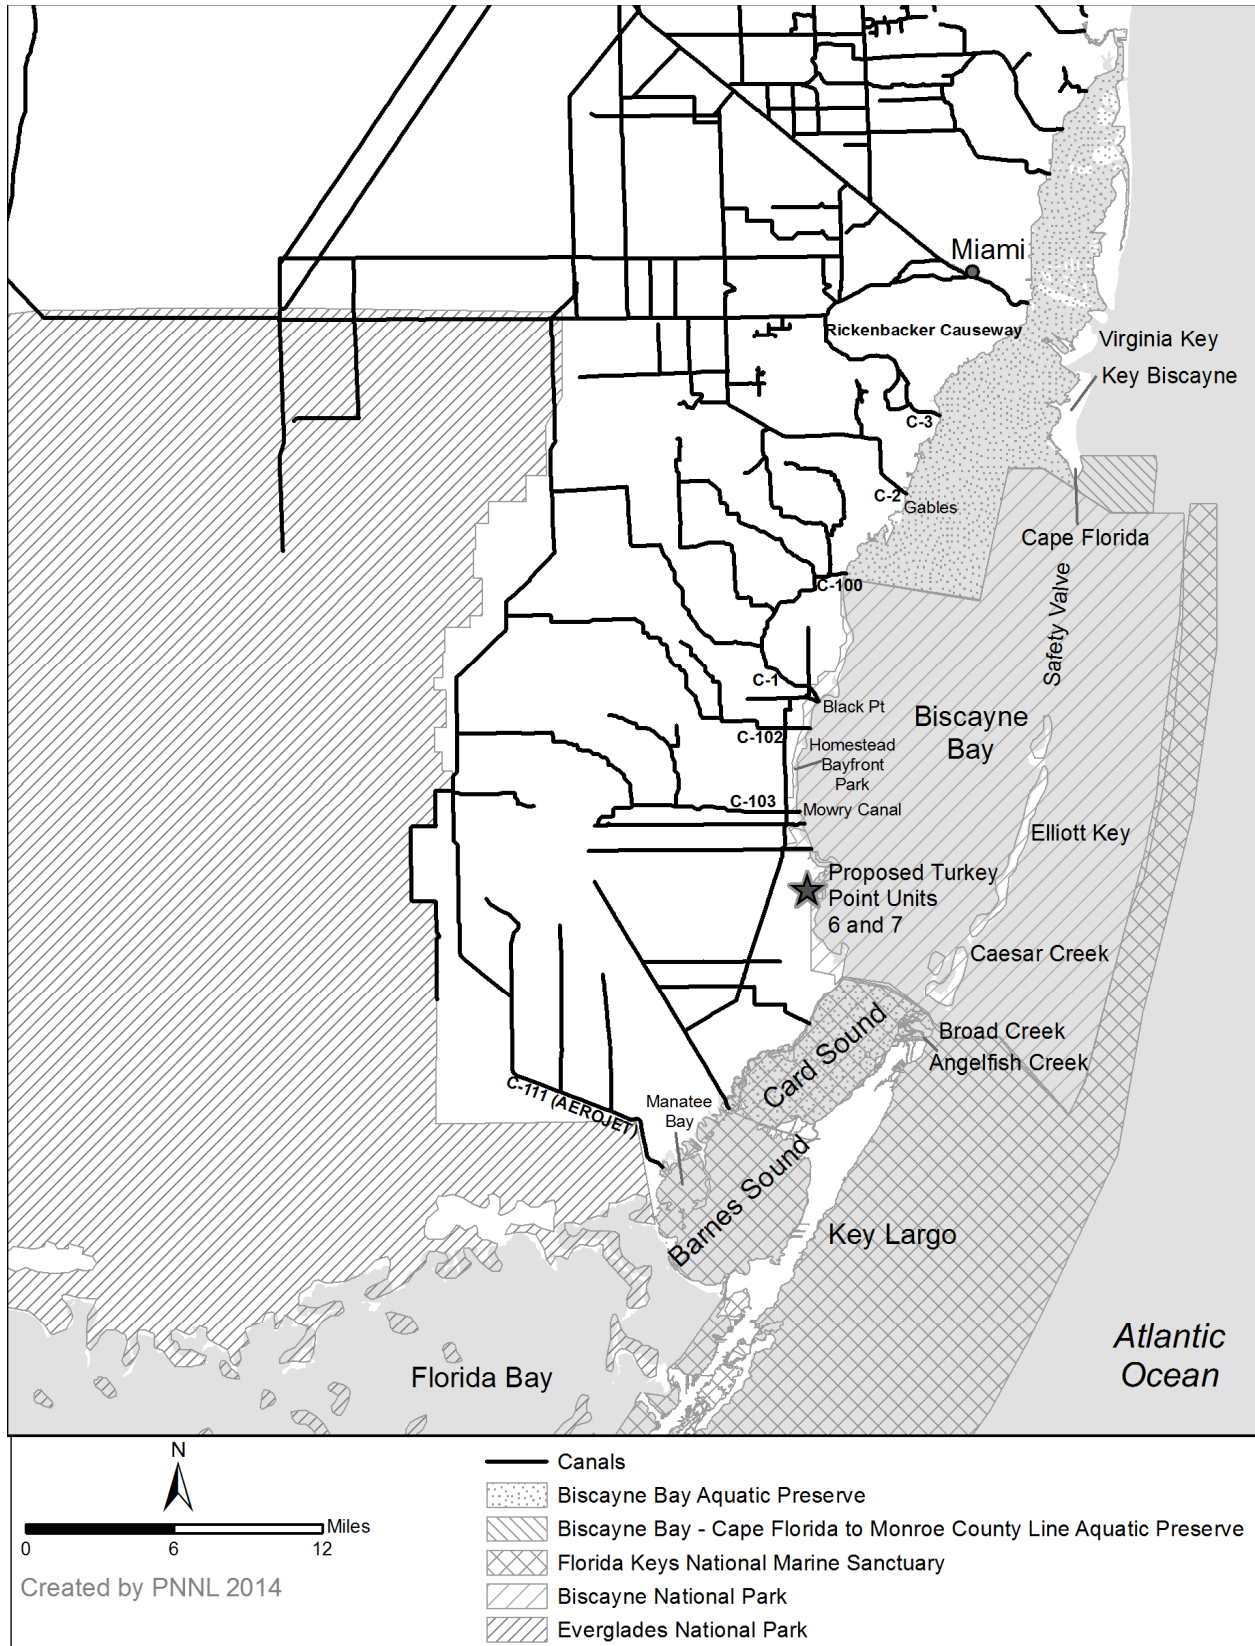 Miami
Rickenbacker Causeway
Virginia Key
Key Biscayne
C-3
C-2
Gables
Cape Florida
C-100
Safety Valve
C-1
Black Pt
Biscayne
Bay
C-102
Homestead
Bayfront
Park
C-103
Mowry Canal
Elliott Key
Proposed Turkey
Point Units
6 and 7
Caesar Creek
Broad Creek
Angelfish Creek
Card Sound
C-111 (AEROJET)
Manatee
Bay
Barnes Sound
Key Largo
Atlantic
Ocean
Florida Bay
N
Miles
0 6 12
Created by PNNL 2014
Canals
Biscayne Bay Aquatic Preserve
Biscayne Bay - Cape Florida to Monroe County Line Aquatic Preserve
Florida Keys National Marine Sanctuary
Biscayne National Park
Everglades National Park